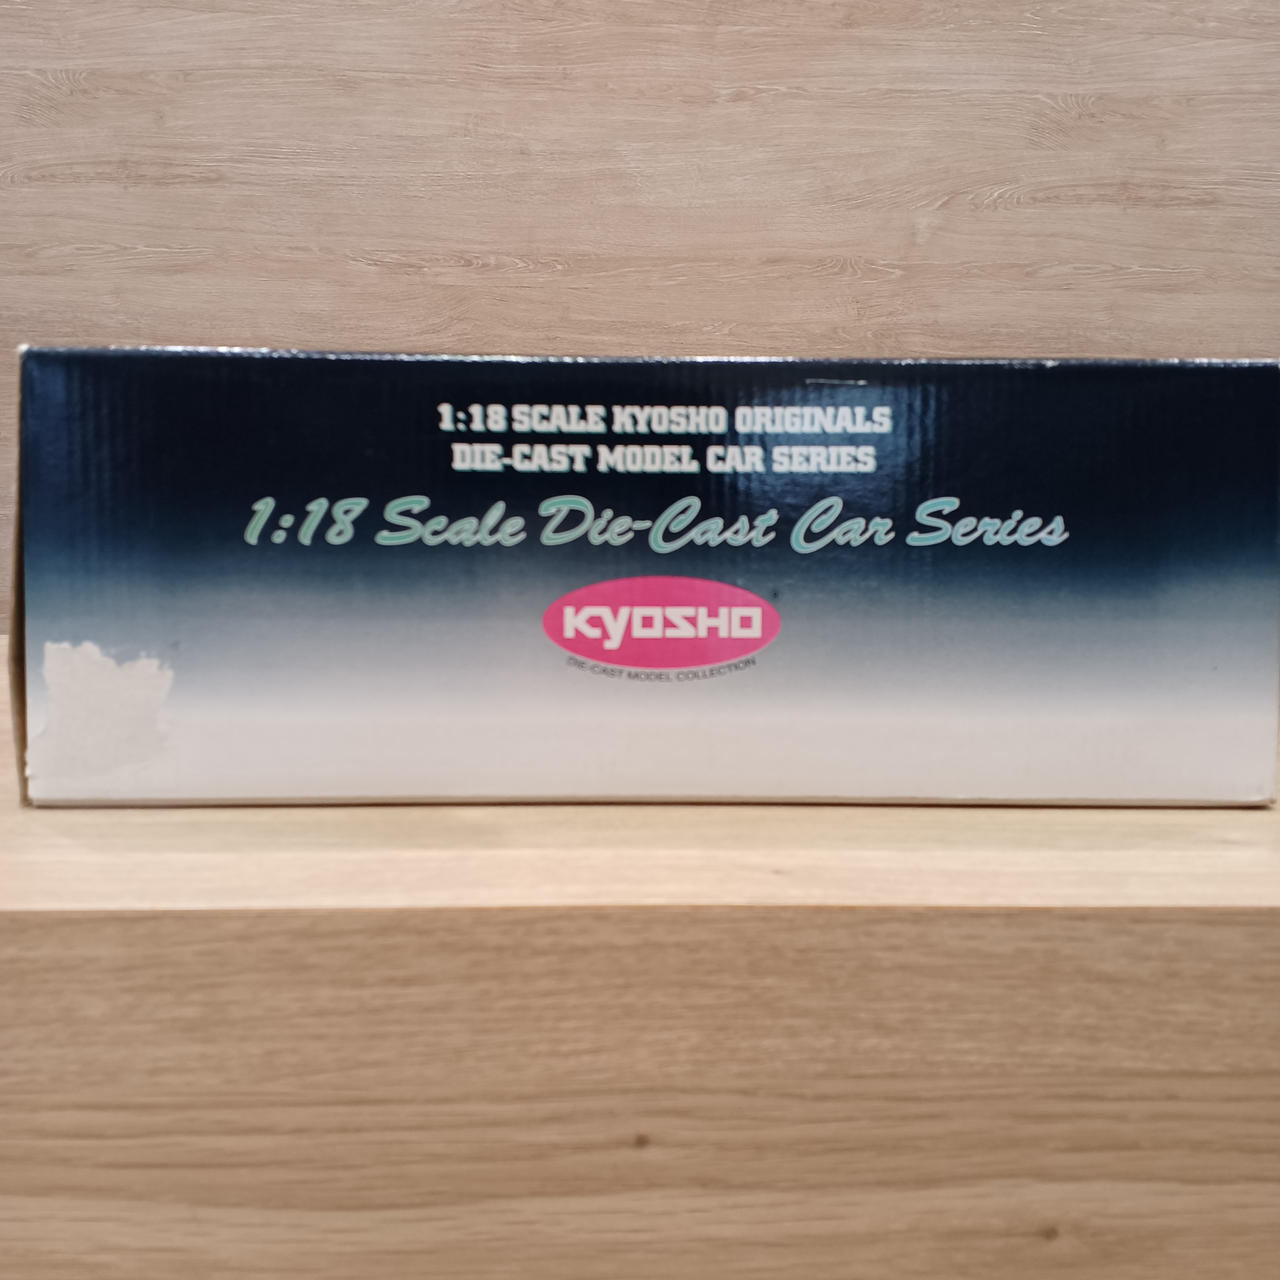 1:18 SCALE KYOSHO ORIGINALS
DIE-CAST MODEL CAR SERIES
1:18 Scale Die-Cast Car Series
KYOSHO®
DIE-CAST MODEL COLLECTION